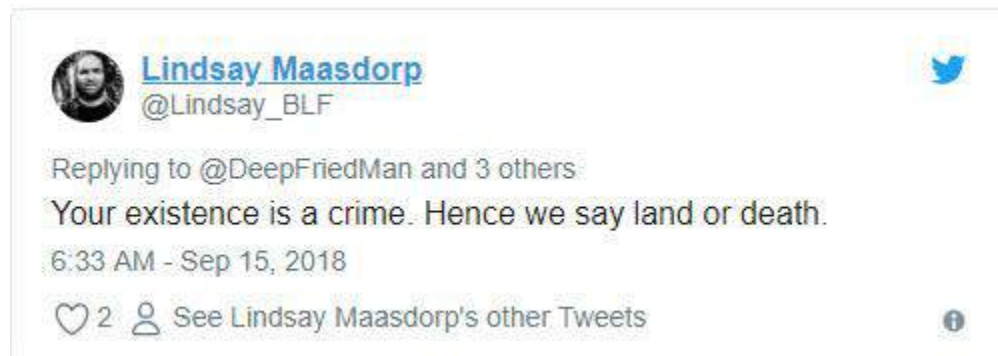 Lindsay Maasdorp
@Lindsay_BLF
Replying to @DeepFriedMan and 3 others
Your existence is a crime. Hence we say land or death.
6:33 AM - Sep 15, 2018
2 See Lindsay Maasdorp's other Tweets